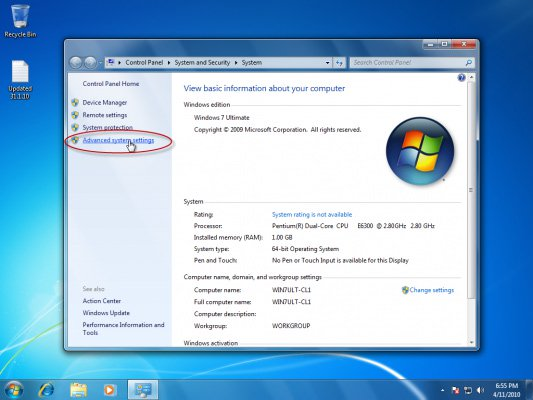 Recycle Bin
Updated
31.1.10
Control Panel System and Security System
Search Control Panel
Control Panel Home
Device Manager
Remote settings
System protection
Advanced system settings
See also
Action Center
Windows Update
Performance Information and
Tools
View basic information about your computer
Windows edition
Windows 7 Ultimate
Copyright © 2009 Microsoft Corporation. All rights reserved.
System
Rating: System rating is not available
Processor: Pentium(R) Dual-Core CPU E6300 @ 2.80GHz 2.80 GHz
Installed memory (RAM): 1.00 GB
System type: 64-bit Operating System
Pen and Touch: No Pen or Touch Input is available for this Display
Computer name, domain, and workgroup settings
Computer name: WIN7ULT-CL1 Change settings
Full computer name: WIN7ULT-CL1
Computer description:
Workgroup: WORKGROUP
Windows activation
6:55 PM
4/11/2010